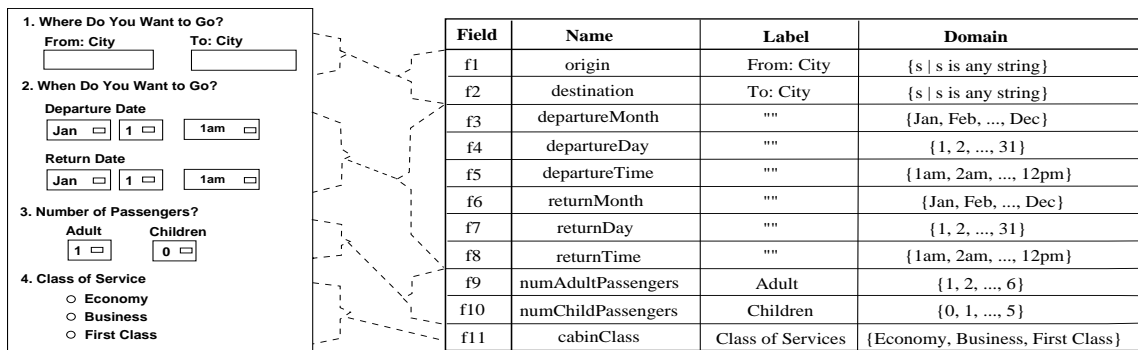 1. Where Do You Want to Go?
From: City To: City
2. When Do You Want to Go?
Departure Date
Jan 1 1am
Return Date
Jan 1 1am
3. Number of Passengers?
Adult Children
1 0
4. Class of Service
Economy
Business
First Class
Field Name Label Domain
f1 origin From: City {s | s is any string}
f2 destination To: City {s | s is any string}
f3 departureMonth "" {Jan, Feb, ..., Dec}
f4 departureDay "" {1, 2, ..., 31}
f5 departureTime "" {1am, 2am, ..., 12pm}
f6 returnMonth "" {Jan, Feb, ..., Dec}
f7 returnDay "" {1, 2, ..., 31}
f8 returnTime "" {1am, 2am, ..., 12pm}
f9 numAdultPassengers Adult {1, 2, ..., 6}
f10 numChildPassengers Children {0, 1, ..., 5}
f11 cabinClass Class of Services {Economy, Business, First Class}